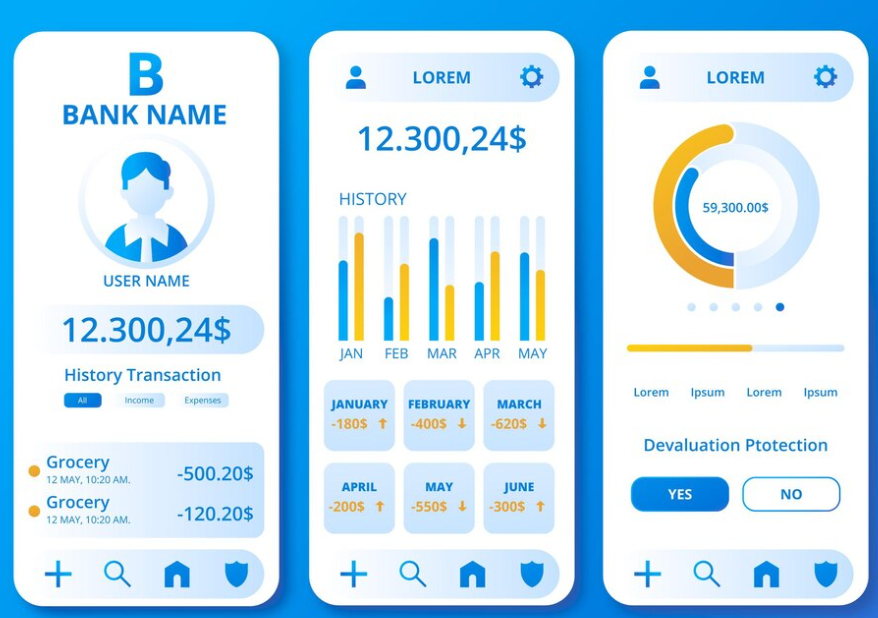 B
BANK NAME
USER NAME
12.300,24$
History Transaction
All Income Expenses
Grocery
12 MAY, 10:20 AM.
-500.20$
Grocery
12 MAY, 10:20 AM.
-120.20$
LOREM
12.300,24$
HISTORY
JAN FEB MAR APR MAY
JANUARY FEBRUARY MARCH
-180$ -400$ -620$
APRIL MAY JUNE
-200$ -550$ -300$
LOREM
59,300.00$
Lorem Ipsum Lorem Ipsum
Devaluation Ptotection
YES NO